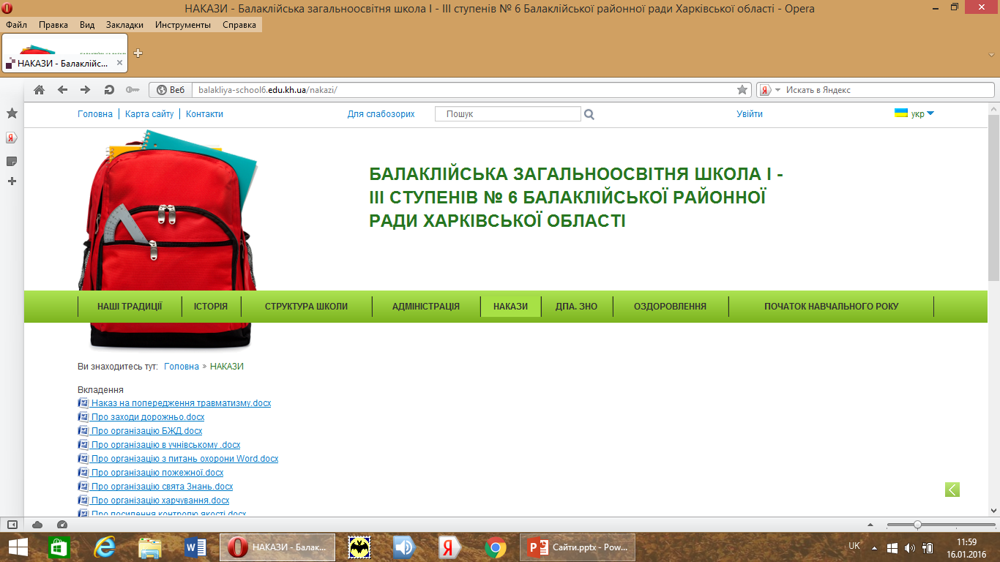 НАКАЗИ - Балаклійська загальноосвітня школа І - ІІІ ступенів № 6 Балаклійської районної ради Харківської області - Opera
Файл Правка Вид Закладки Инструменты Справка
НАКАЗИ - Балаклійс...
Веб balakliya-school6.edu.kh.ua/nakazi/ Искать в Яндекс
Головна Карта сайту Контакти Для слабозорих Пошук Увійти укр
БАЛАКЛІЙСЬКА ЗАГАЛЬНООСВІТНЯ ШКОЛА І -
ІІІ СТУПЕНІВ № 6 БАЛАКЛІЙСЬКОЇ РАЙОННОЇ
РАДИ ХАРКІВСЬКОЇ ОБЛАСТІ
НАШІ ТРАДИЦІЇ ІСТОРІЯ СТРУКТУРА ШКОЛИ АДМІНІСТРАЦІЯ НАКАЗИ ДПА. ЗНО ОЗДОРОВЛЕННЯ ПОЧАТОК НАВЧАЛЬНОГО РОКУ
Ви знаходитесь тут: Головна » НАКАЗИ
Вкладення
Наказ на попередження травматизму.docx
Про заходи дорожньо.docx
Про організацію БЖД.docx
Про організацію в учнівському .docx
Про організацію з питань охорони Word.docx
Про організацію пожежної.docx
Про організацію свята Знань.docx
Про організацію харчування.docx
Про посилення контролю якості.docx
НАКАЗИ - Балак... Сайти.pptx - Pow... UK 11:59
16.01.2016